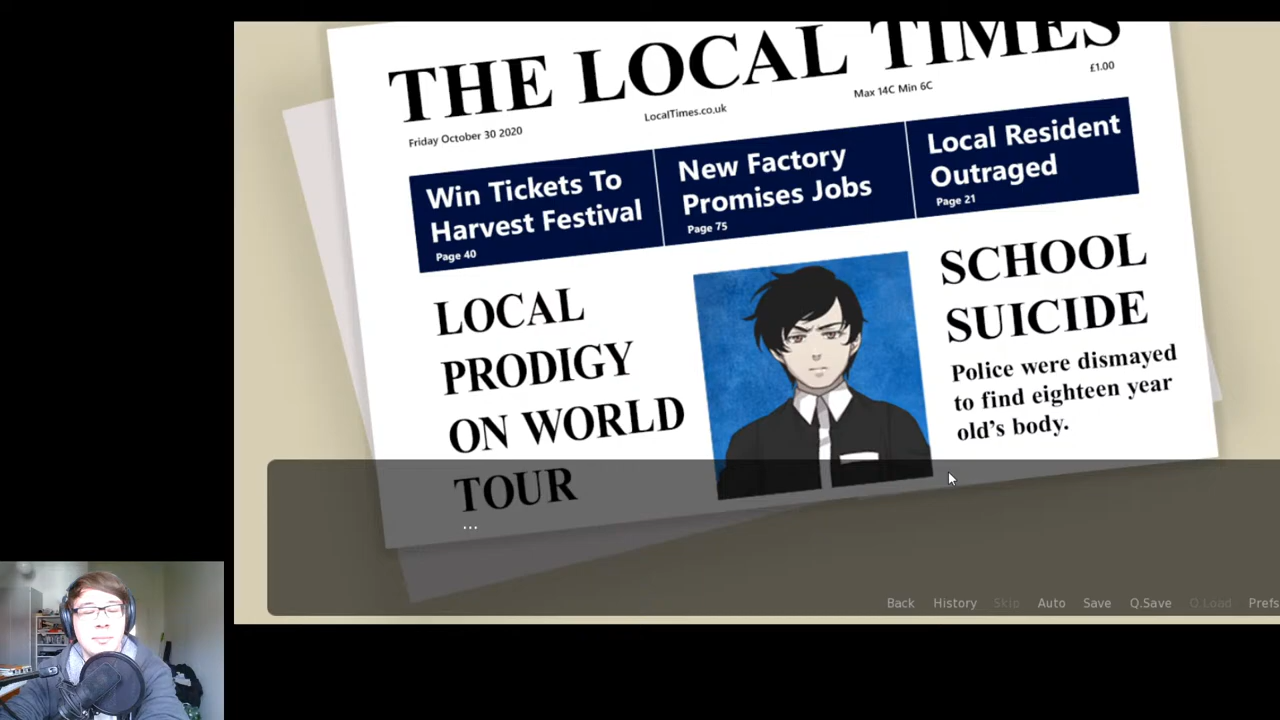 THE LOCAL TIMES
Friday October 30 2020
LocalTimes.co.uk
Max 14C Min 6C
£1.00
Win Tickets To
Harvest Festival
Page 40
New Factory
Promises Jobs
Page 75
Local Resident
Outraged
Page 21
LOCAL
PRODIGY
ON WORLD
TOUR
SCHOOL
SUICIDE
Police were dismayed
to find eighteen year
old's body.
...
Back History Skip Auto Save Q.Save Q.Load Prefs